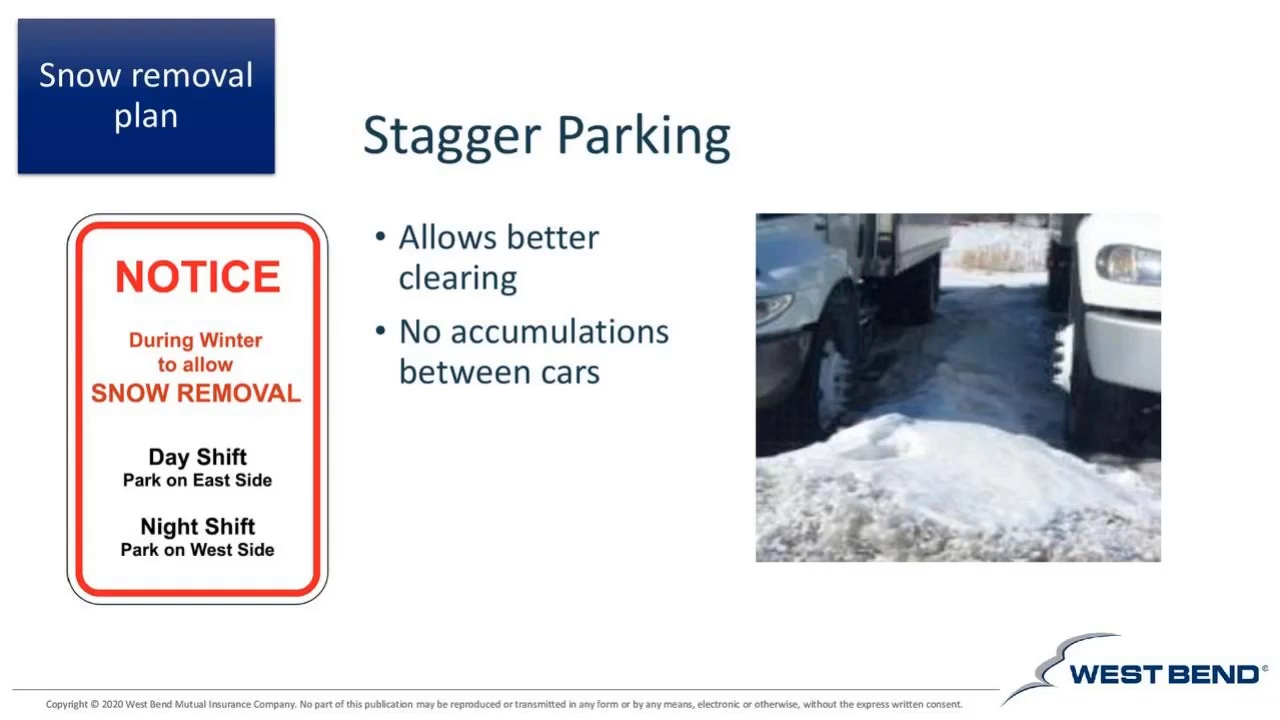 Snow removal
plan
Stagger Parking
NOTICE
During Winter
to allow
SNOW REMOVAL
Day Shift
Park on East Side
Night Shift
Park on West Side
• Allows better
clearing
• No accumulations
between cars
WEST BEND®
Copyright © 2020 West Bend Mutual Insurance Company. No part of this publication may be reproduced or transmitted in any form or by any means, electronic or otherwise, without the express written consent.